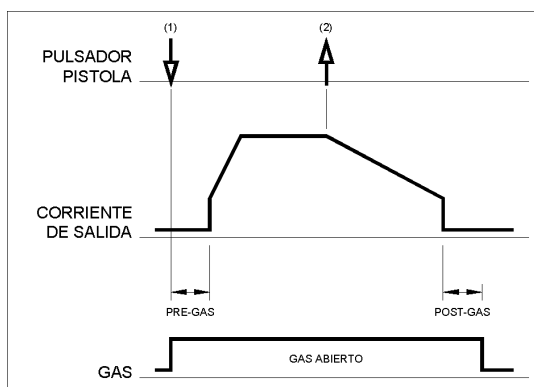 (1)
(2)
PULSADOR
PISTOLA
CORRIENTE
DE SALIDA
PRE-GAS
POST-GAS
GAS ABIERTO
GAS